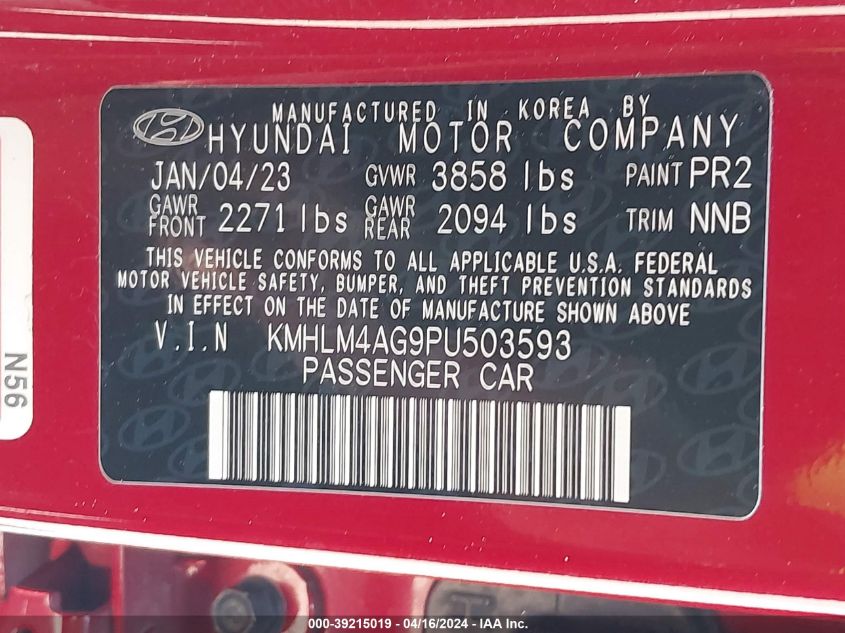 MANUFACTURED IN KOREA BY
HYUNDAI MOTOR COMPANY
JAN/04/23 GVWR 3858 lbs PAINT PR2
GAWR FRONT 2271 lbs GAWR REAR 2094 lbs TRIM NNB
THIS VEHICLE CONFORMS TO ALL APPLICABLE U.S.A. FEDERAL
MOTOR VEHICLE SAFETY, BUMPER, AND THEFT PREVENTION STANDARDS
IN EFFECT ON THE DATE OF MANUFACTURE SHOWN ABOVE
V.I.N KMHLM4AG9PU503593
PASSENGER CAR
N56
000-39215019 - 04/16/2024 - IAA Inc.